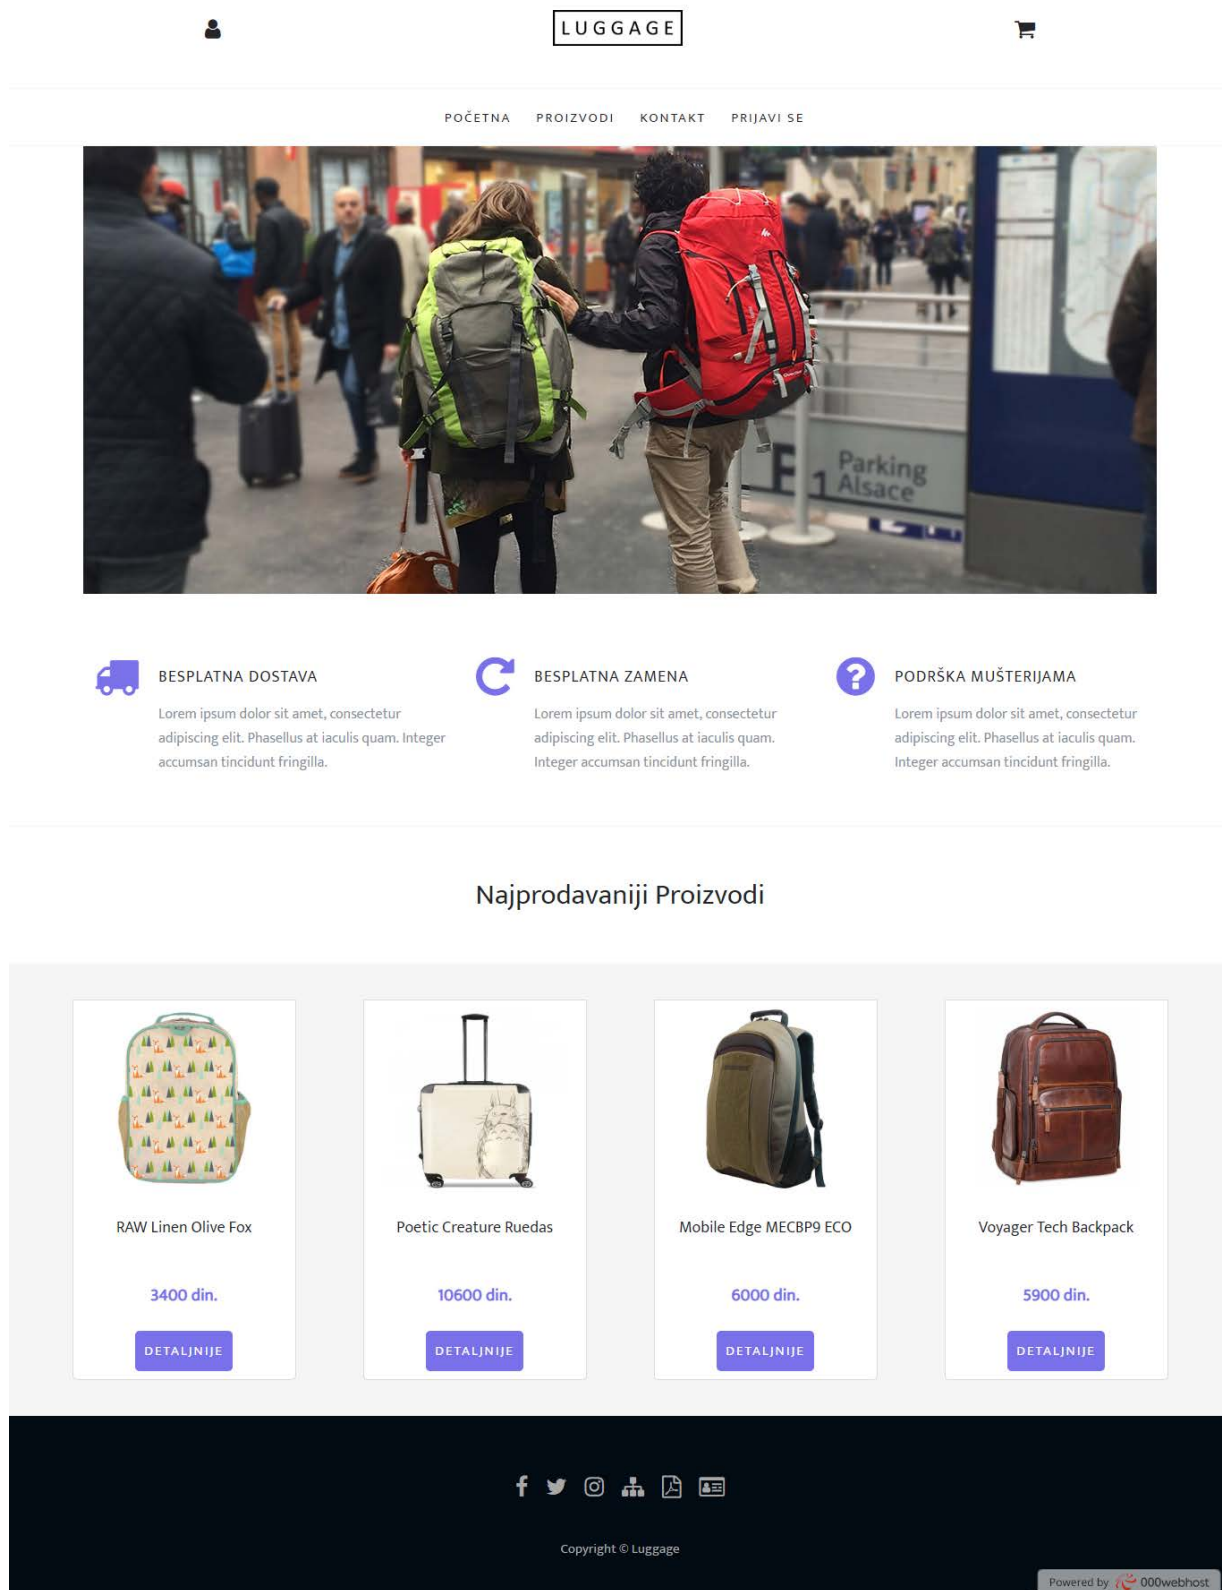 LUGGAGE
POČETNA PROIZVODI KONTAKT PRIJAVI SE
Parking
Alsace
BESPLATNA DOSTAVA
Lorem ipsum dolor sit amet, consectetur
adipiscing elit. Phasellus at iaculis quam. Integer
accumsan tincidunt fringilla.
BESPLATNA ZAMENA
Lorem ipsum dolor sit amet, consectetur
adipiscing elit. Phasellus at iaculis quam.
Integer accumsan tincidunt fringilla.
PODRŠKA MUŠTERIJAMA
Lorem ipsum dolor sit amet, consectetur
adipiscing elit. Phasellus at iaculis quam.
Integer accumsan tincidunt fringilla.
Najprodavaniji Proizvodi
RAW Linen Olive Fox
3400 din.
DETALJNIJE
Poetic Creature Ruedas
10600 din.
DETALJNIJE
Mobile Edge MECBP9 ECO
6000 din.
DETALJNIJE
Voyager Tech Backpack
5900 din.
DETALJNIJE
Copyright © Luggage
Powered by 000webhost